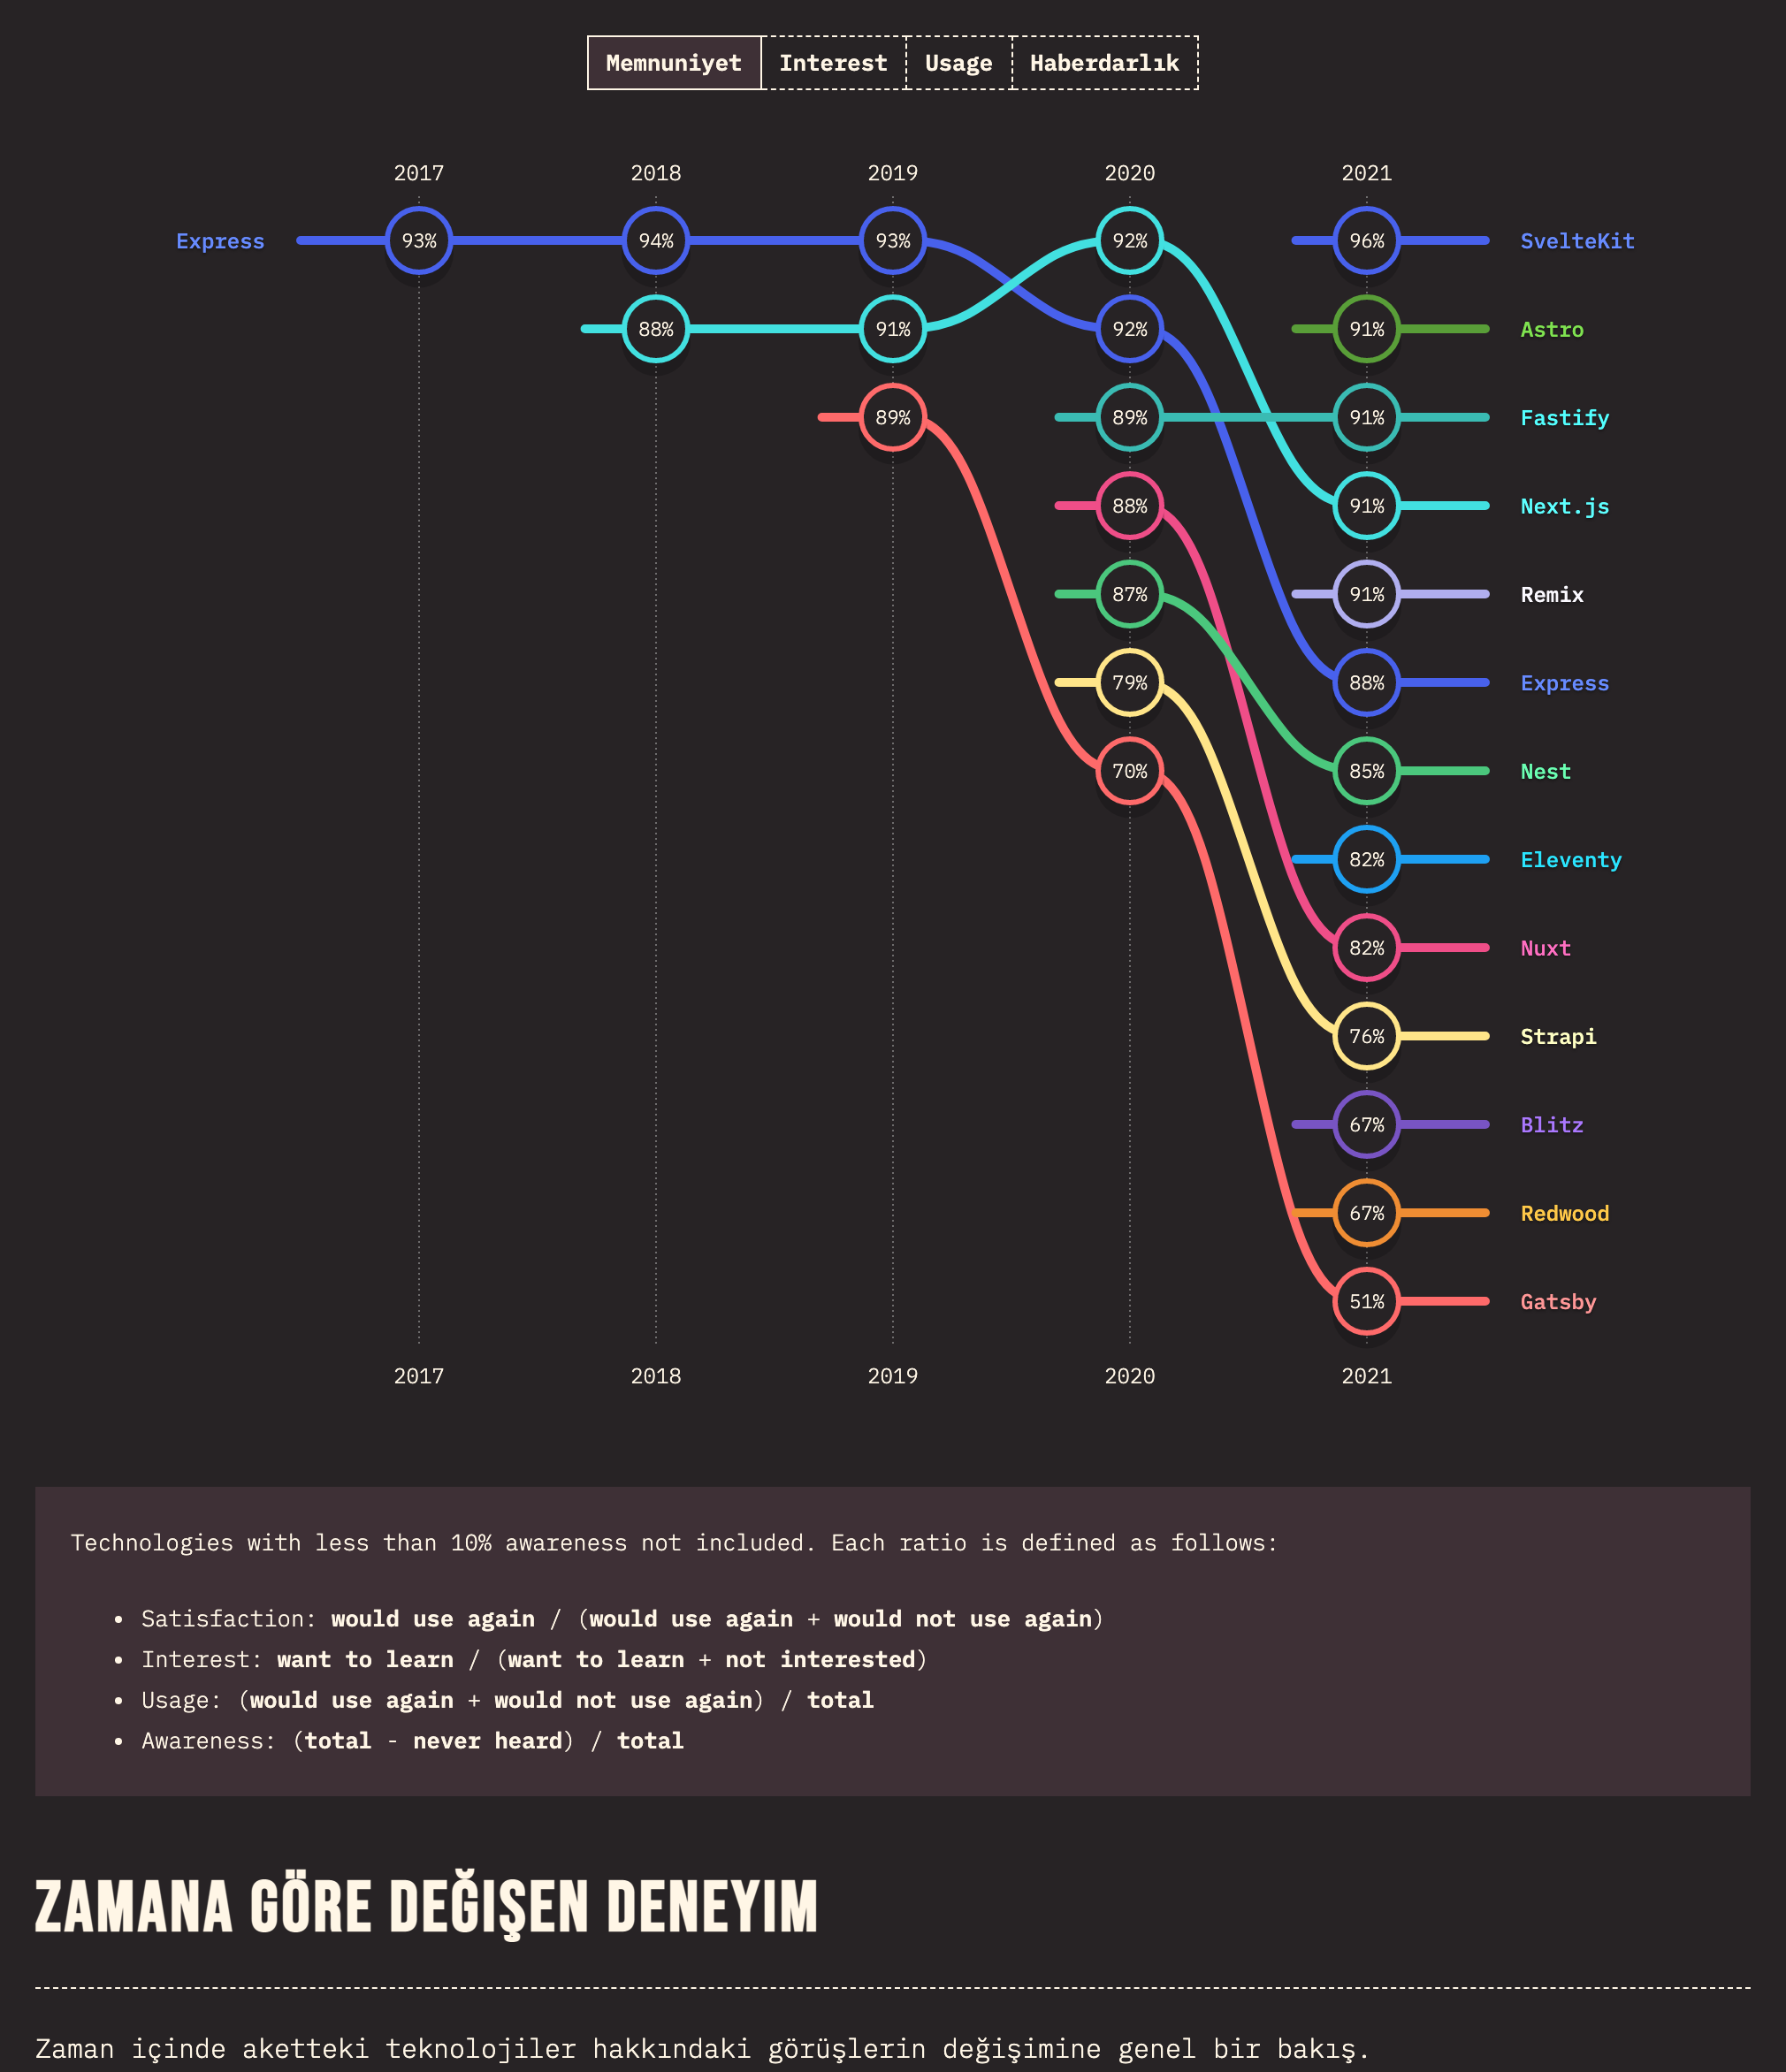 Memnuniyet Interest Usage Haberdarlık
2017 2018 2019 2020 2021
Express 93% 94% 93% 92% 96% SvelteKit
88% 91% 92% 91% Astro
89% 89% 91% Fastify
88% 91% Next.js
87% 91% Remix
79% 88% Express
70% 85% Nest
82% Eleventy
82% Nuxt
76% Strapi
67% Blitz
67% Redwood
51% Gatsby
2017 2018 2019 2020 2021
Technologies with less than 10% awareness not included. Each ratio is defined as follows:
• Satisfaction: would use again / (would use again + would not use again)
• Interest: want to learn / (want to learn + not interested)
• Usage: (would use again + would not use again) / total
• Awareness: (total - never heard) / total
ZAMANA GÖRE DEĞIŞEN DENEYIM
Zaman içinde aketteki teknolojiler hakkındaki görüşlerin değişimine genel bir bakış.